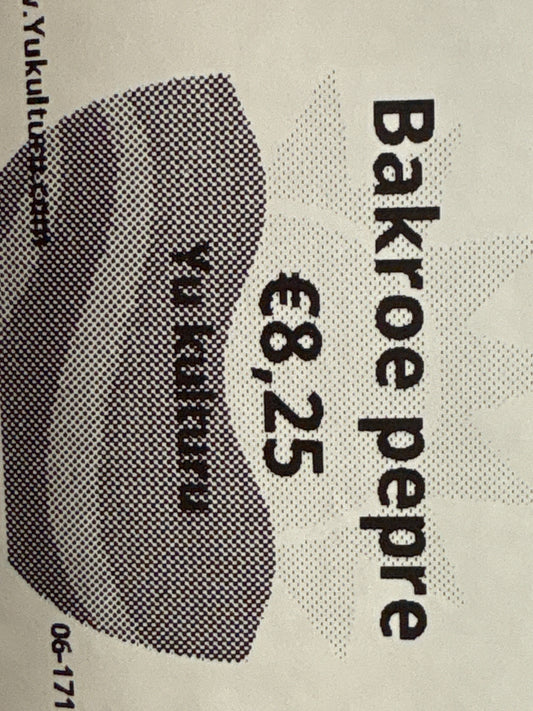 Bakroe pepre
€8,25
Yu kulturu
.Yukulturu.com
06-171